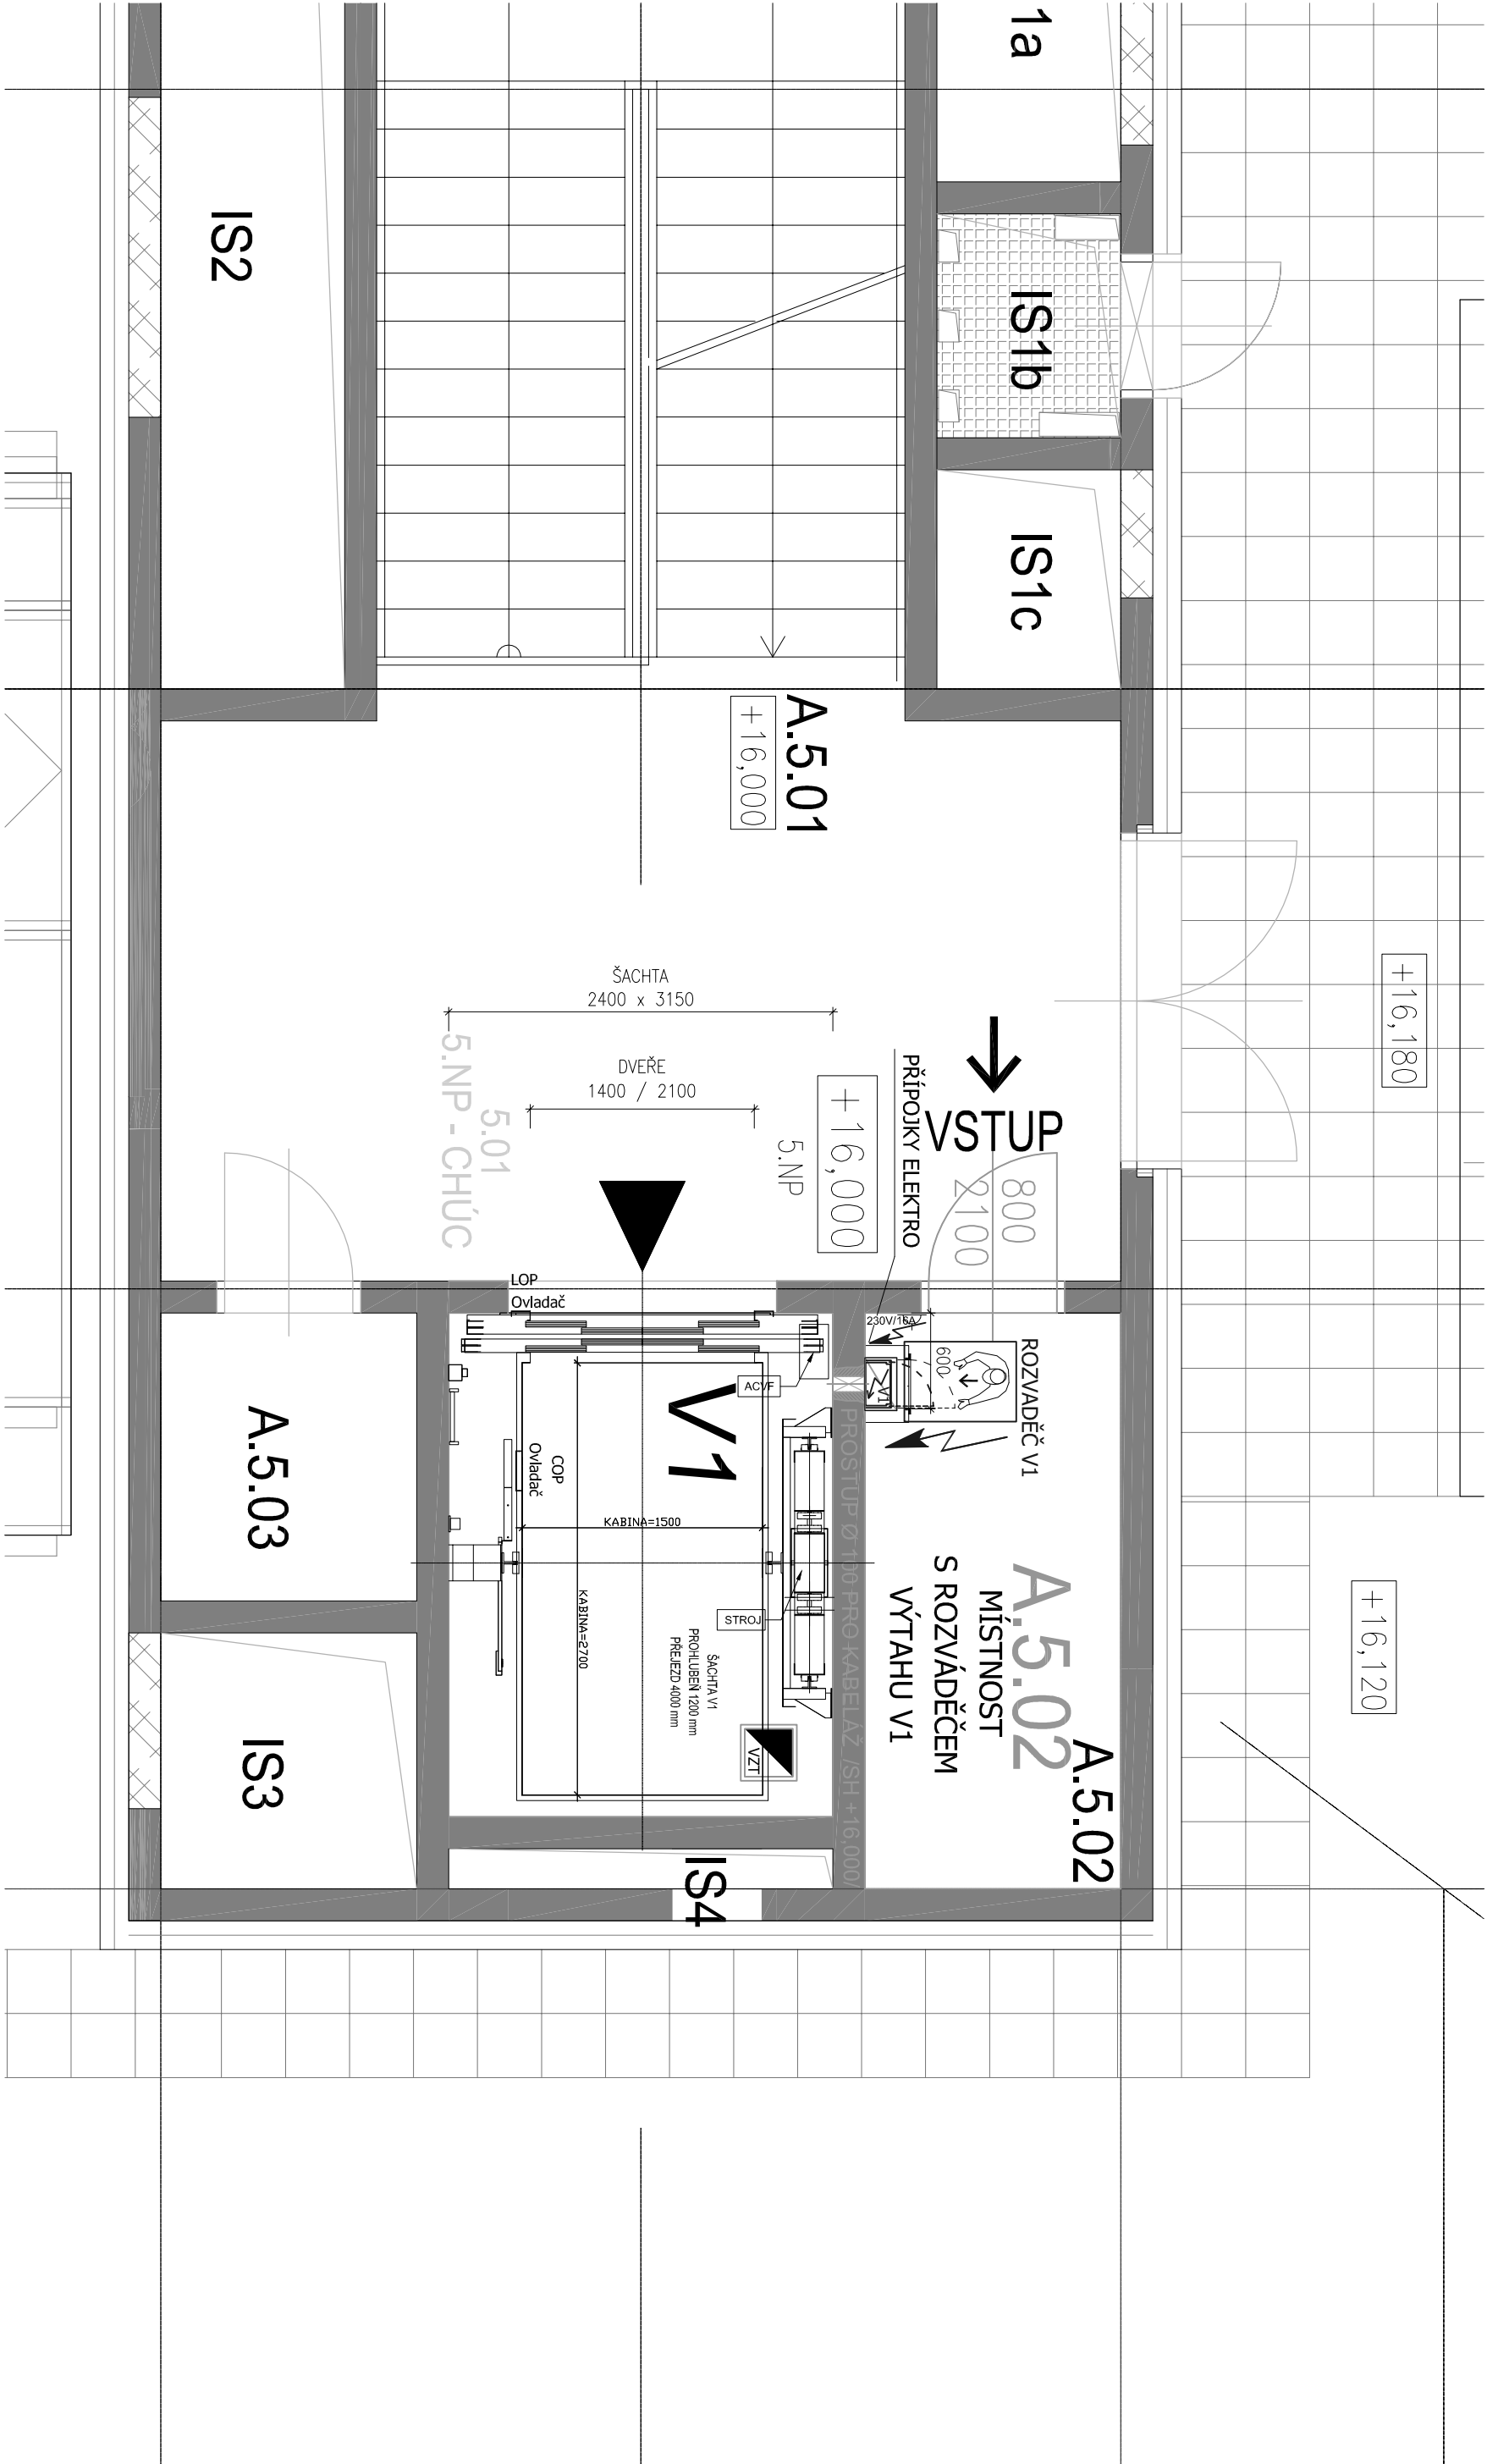 1a
IS2
IS1b
IS1c
A.5.01
+16,000
+16,180
ŠACHTA
2400 x 3150
DVEŘE
1400 / 2100
5.01
5.NP - CHÚC
+16,000
5.NP
PŘÍPOJKY ELEKTRO
VSTUP
800
2100
LOP
Ovladač
230V/16A
600
V1
ROZVADĚČ V1
ACVF
V1
COP
Ovladač
KABINA=1500
KABINA=2700
STROJ
ŠACHTA V1
PROHLUBEŇ 1200 mm
PŘEJEZD 4000 mm
VZT
PROSTUP Ø 100 PRO KABELÁŽ /SH +16,000/
A.5.02
MÍSTNOST
S ROZVÁDĚČEM
VÝTAHU V1
A.5.02
+16,120
A.5.03
IS3
IS4